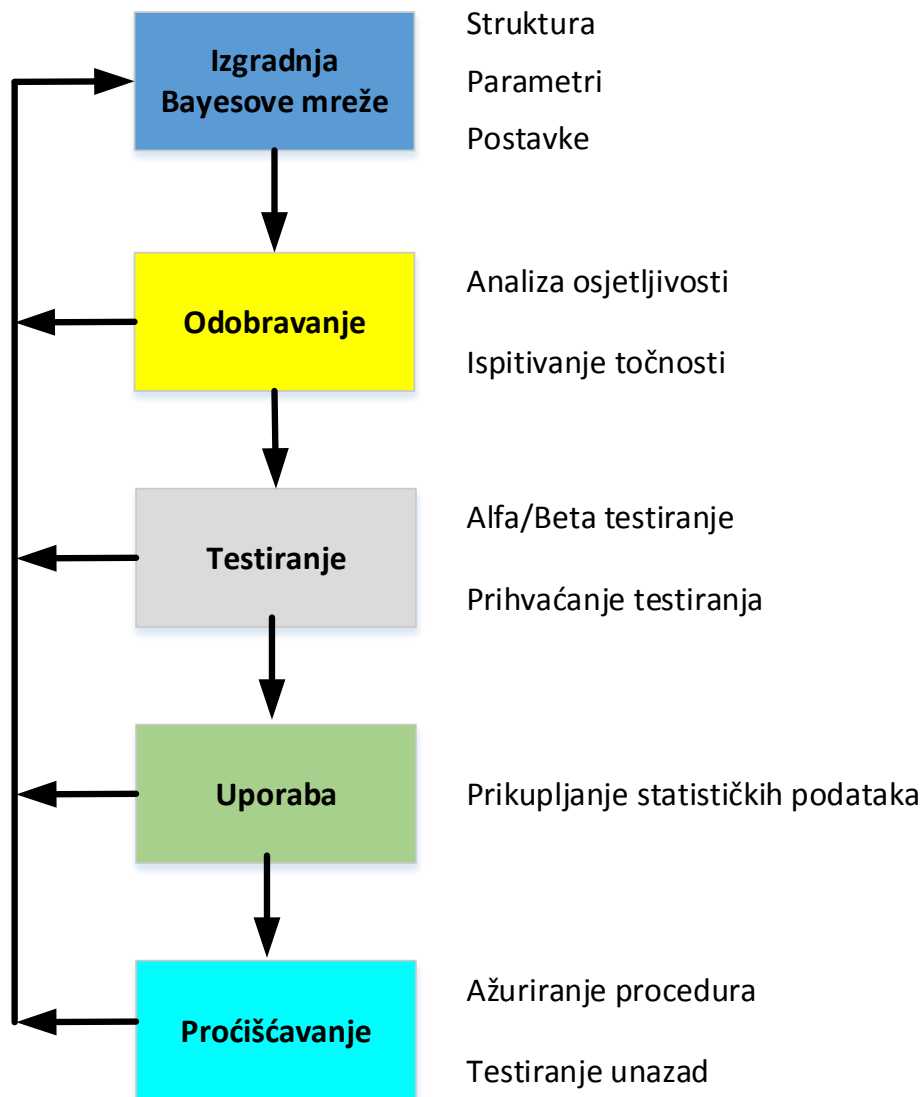 Struktura
Izgradnja
Bayesove mreže
Parametri
Postavke
Odobravanje
Analiza osjetljivosti
Ispitivanje točnosti
Testiranje
Alfa/Beta testiranje
Prihvaćanje testiranja
Uporaba
Prikupljanje statističkih podataka
Proćišćavanje
Ažuriranje procedura
Testiranje unazad